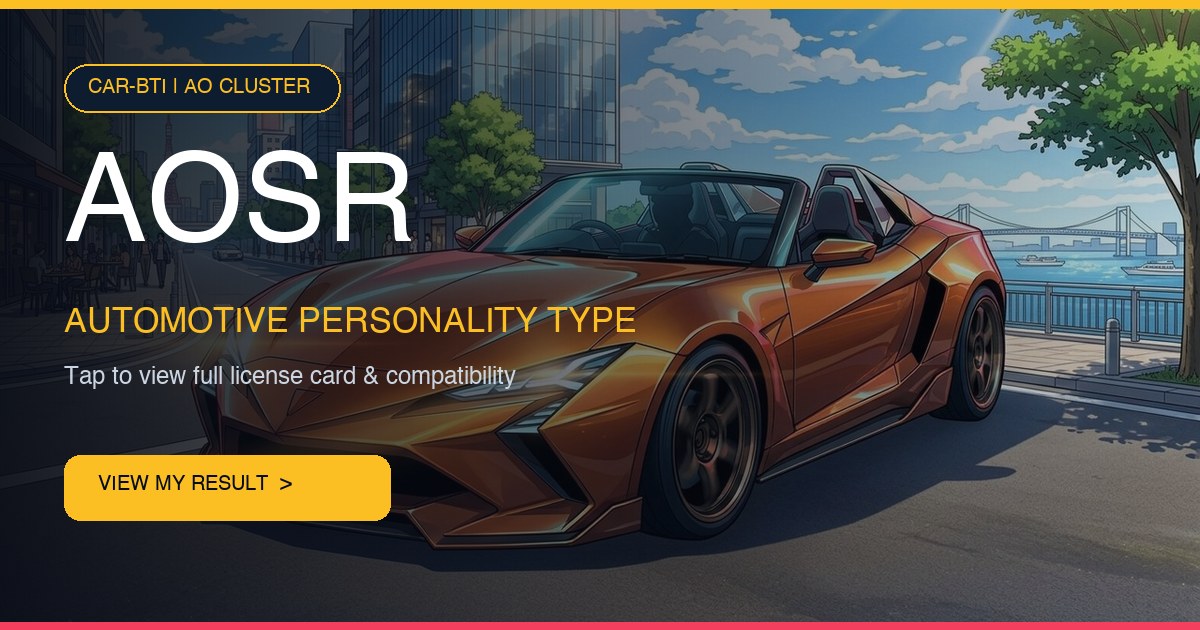 CAR-BTI | AO CLUSTER
AOSR
AUTOMOTIVE PERSONALITY TYPE
Tap to view full license card & compatibility
VIEW MY RESULT >